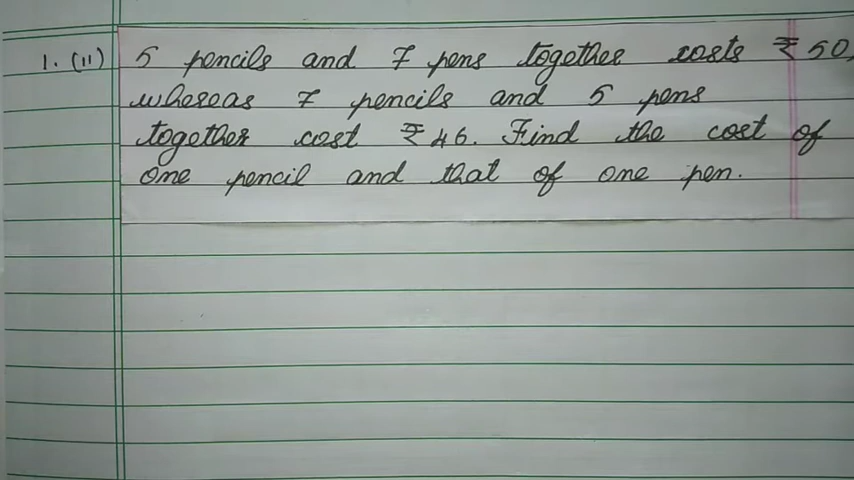 1. (11) 5 pencils and 7 pens together costs ₹ 50,
whereas 7 pencils and 5 pens
together cost ₹ 46. Find the cost of
one pencil and that of one pen.